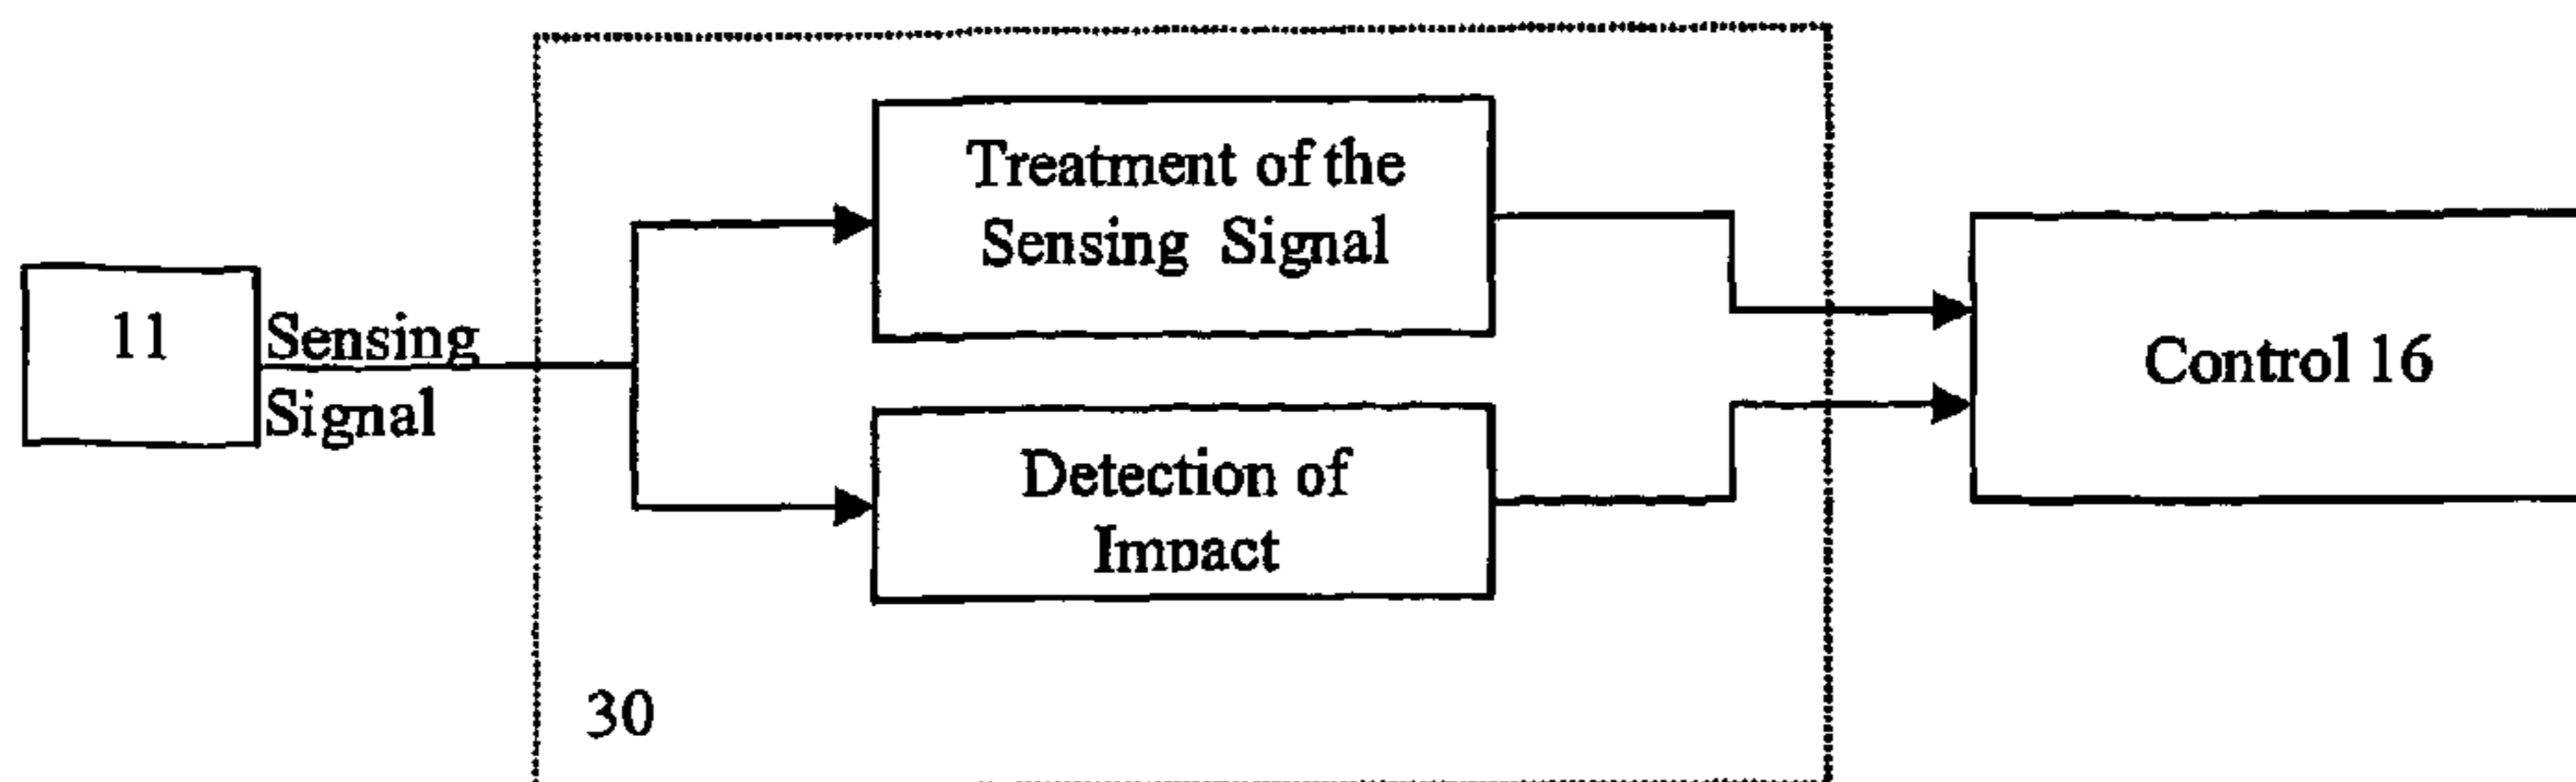 Treatment of the
Sensing Signal
11
Sensing
Signal
Control 16
Detection of
Impact
30